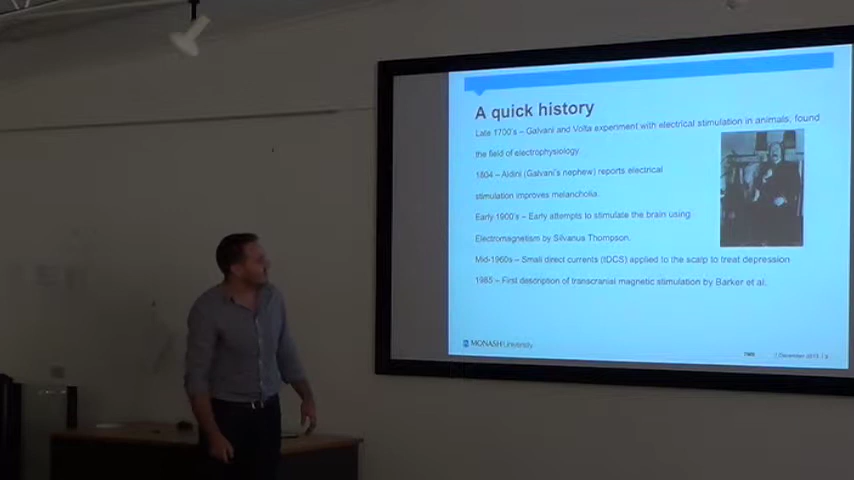 A quick history
Late 1700's – Galvani and Volta experiment with electrical stimulation in animals, found
the field of electrophysiology
1804 – Aldini (Galvani's nephew) reports electrical
stimulation improves melancholia.
Early 1900's – Early attempts to stimulate the brain using
Electromagnetism by Silvanus Thompson.
Mid-1960s – Small direct currents (tDCS) applied to the scalp to treat depression
1985 – First description of transcranial magnetic stimulation by Barker et al.
MONASH University
TMS
December